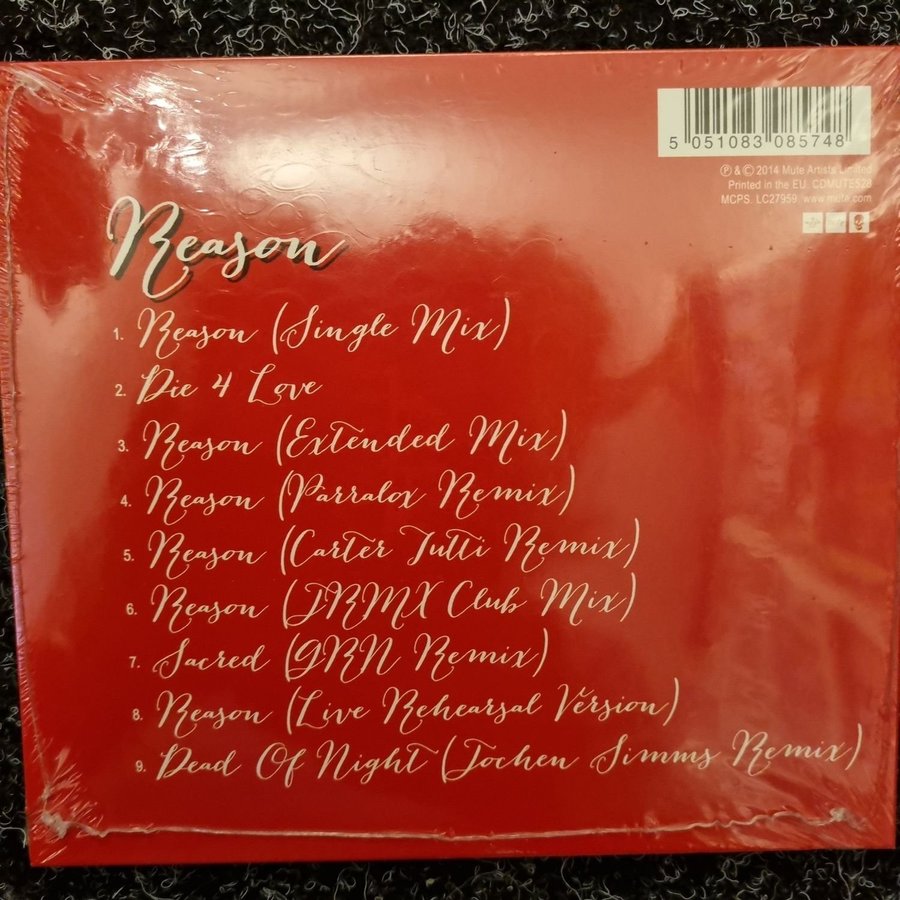 5 051083 085748
℗ & © 2014 Mute Artists Limited
Printed in the EU. CDMUTE528
MCPS. LC27959. www.mute.com
Reason
1. Reason (Single Mix)
2. Die 4 Love
3. Reason (Extended Mix)
4. Reason (Parralox Remix)
5. Reason (Carter Tutti Remix)
6. Reason (JRMX Club Mix)
7. Sacred (GRN Remix)
8. Reason (Live Rehearsal Version)
9. Dead Of Night (Jochen Simms Remix)